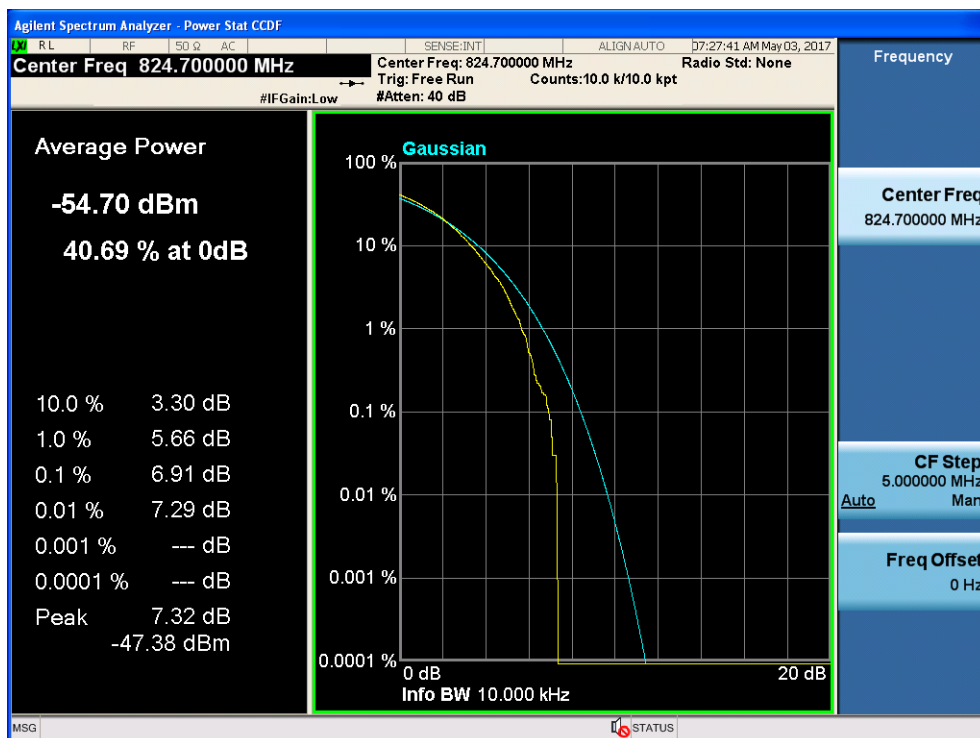 Agilent Spectrum Analyzer - Power Stat CCDF
LXI RL RF 50 Ω AC SENSE:INT ALIGN AUTO 07:27:41 AM May 03, 2017
Center Freq 824.700000 MHz
Center Freq: 824.700000 MHz Radio Std: None
Trig: Free Run Counts:10.0 k/10.0 kpt
#IFGain:Low #Atten: 40 dB
Average Power
-54.70 dBm
40.69 % at 0dB
10.0 % 3.30 dB
1.0 % 5.66 dB
0.1 % 6.91 dB
0.01 % 7.29 dB
0.001 % --- dB
0.0001 % --- dB
Peak 7.32 dB
-47.38 dBm
Gaussian
100 %
10 %
1 %
0.1 %
0.01 %
0.001 %
0.0001 %
0 dB 20 dB
Info BW 10.000 kHz
Frequency
Center Freq
824.700000 MHz
CF Step
5.000000 MHz
Auto Man
Freq Offset
0 Hz
MSG STATUS